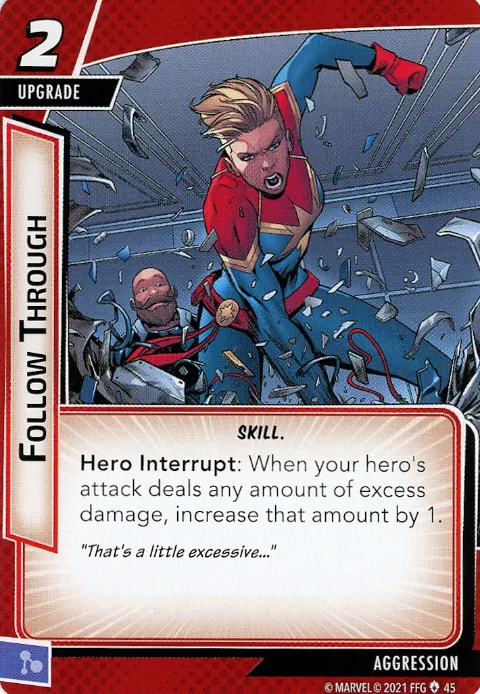 2
UPGRADE
FOLLOW THROUGH
SKILL.
Hero Interrupt: When your hero's
attack deals any amount of excess
damage, increase that amount by 1.
"That's a little excessive..."
AGGRESSION
© MARVEL © 2021 FFG 45